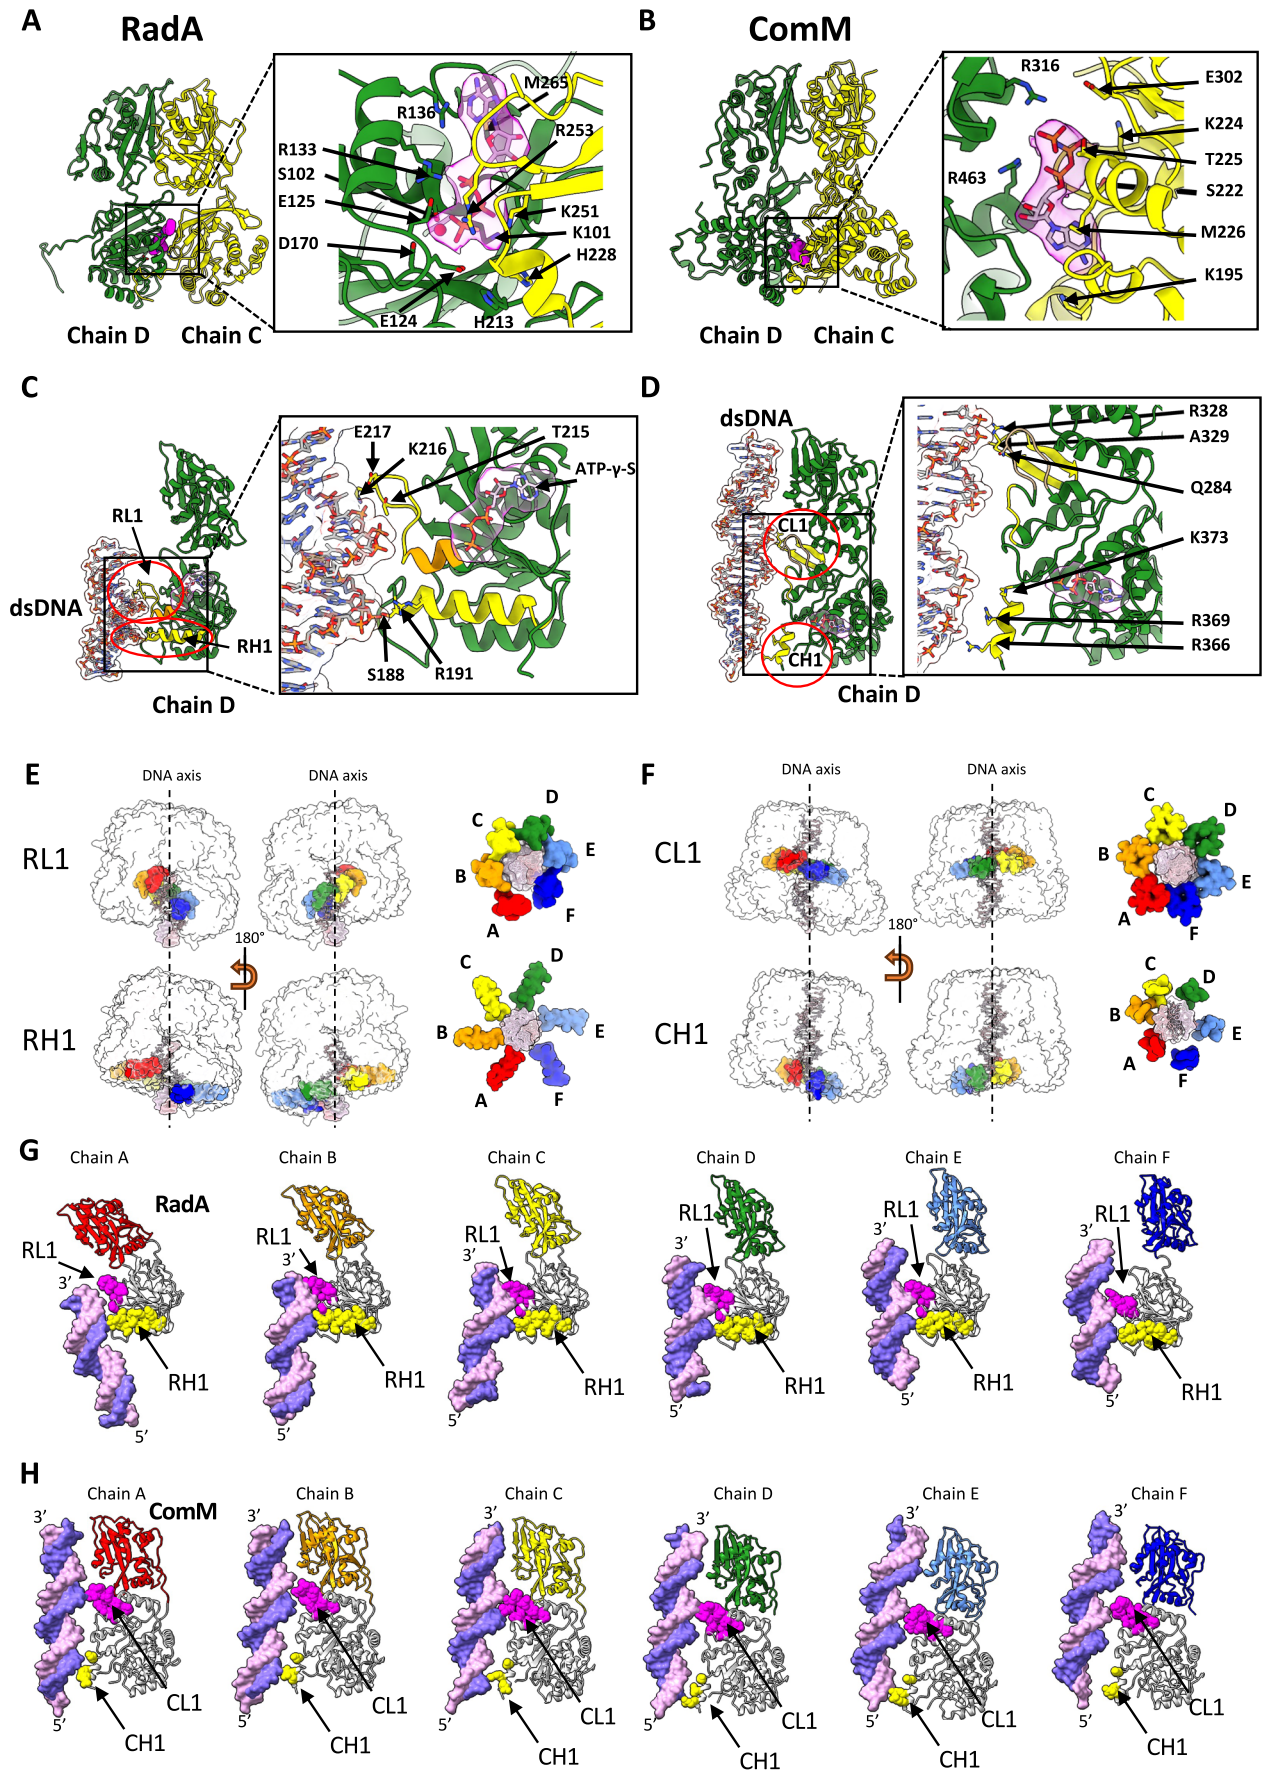 A
RadA
M265
R136
R253
R133
S102
E125
K251
K101
D170
H228
E124
H213
Chain D
Chain C
B
ComM
R316
E302
K224
T225
R463
S222
M226
K195
Chain D
Chain C
C
E217
T215
K216
ATP-γ-S
RL1
dsDNA
RH1
S188
R191
Chain D
D
dsDNA
R328
A329
Q284
CL1
K373
R369
R366
CH1
Chain D
E
DNA axis
DNA axis
D
C
RL1
E
B
F
A
180°
D
C
RH1
B
E
A
F
F
DNA axis
DNA axis
C
D
CL1
B
E
A
F
180°
C
D
CH1
B
E
A
F
G
Chain A
Chain B
Chain C
Chain D
Chain E
Chain F
RadA
RL1
3’
RH1
5’
RL1
3’
RH1
5’
RL1
3’
RH1
5’
RL1
3’
RH1
5’
RL1
3’
RH1
5’
RL1
3’
RH1
5’
H
Chain A
Chain B
Chain C
Chain D
Chain E
Chain F
ComM
3’
CL1
5’
CH1
3’
CL1
5’
CH1
3’
CL1
5’
CH1
3’
CL1
5’
CH1
3’
CL1
5’
CH1
3’
CL1
5’
CH1